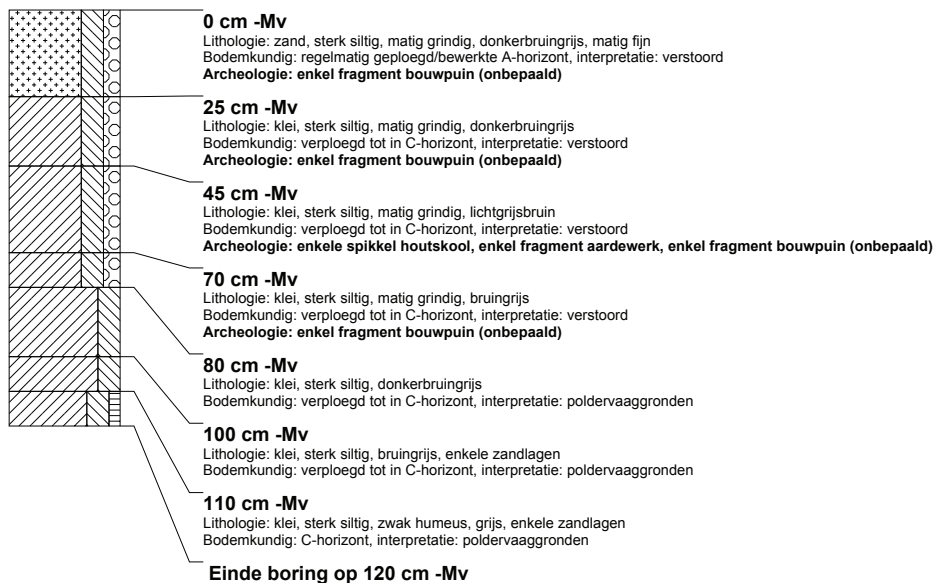 0 cm -Mv
Lithologie: zand, sterk siltig, matig grindig, donkerbruingrijs, matig fijn
Bodemkundig: regelmatig geploegd/bewerkte A-horizont, interpretatie: verstoord
Archeologie: enkel fragment bouwpuin (onbepaald)
25 cm -Mv
Lithologie: klei, sterk siltig, matig grindig, donkerbruingrijs
Bodemkundig: verploegd tot in C-horizont, interpretatie: verstoord
Archeologie: enkel fragment bouwpuin (onbepaald)
45 cm -Mv
Lithologie: klei, sterk siltig, matig grindig, lichtgrijsbruin
Bodemkundig: verploegd tot in C-horizont, interpretatie: verstoord
Archeologie: enkele spikkel houtskool, enkel fragment aardewerk, enkel fragment bouwpuin (onbepaald)
70 cm -Mv
Lithologie: klei, sterk siltig, matig grindig, bruingrijs
Bodemkundig: verploegd tot in C-horizont, interpretatie: verstoord
Archeologie: enkel fragment bouwpuin (onbepaald)
80 cm -Mv
Lithologie: klei, sterk siltig, donkerbruingrijs
Bodemkundig: verploegd tot in C-horizont, interpretatie: poldervaaggronden
100 cm -Mv
Lithologie: klei, sterk siltig, bruingrijs, enkele zandlagen
Bodemkundig: verploegd tot in C-horizont, interpretatie: poldervaaggronden
110 cm -Mv
Lithologie: klei, sterk siltig, zwak humeus, grijs, enkele zandlagen
Bodemkundig: C-horizont, interpretatie: poldervaaggronden
Einde boring op 120 cm -Mv